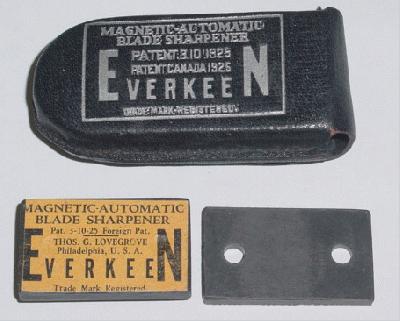 MAGNETIC-AUTOMATIC
BLADE SHARPENER
PATENT.3.10.1925
PATENT.CANADA 1926
EVERKEEN
TRADE MARK-REGISTERED
MAGNETIC-AUTOMATIC
BLADE SHARPENER
Pat. 3-10-25 Foreign Pat.
THOS. G. LOVEGROVE
Philadelphia, U. S. A.
EVERKEEN
Trade Mark Registered